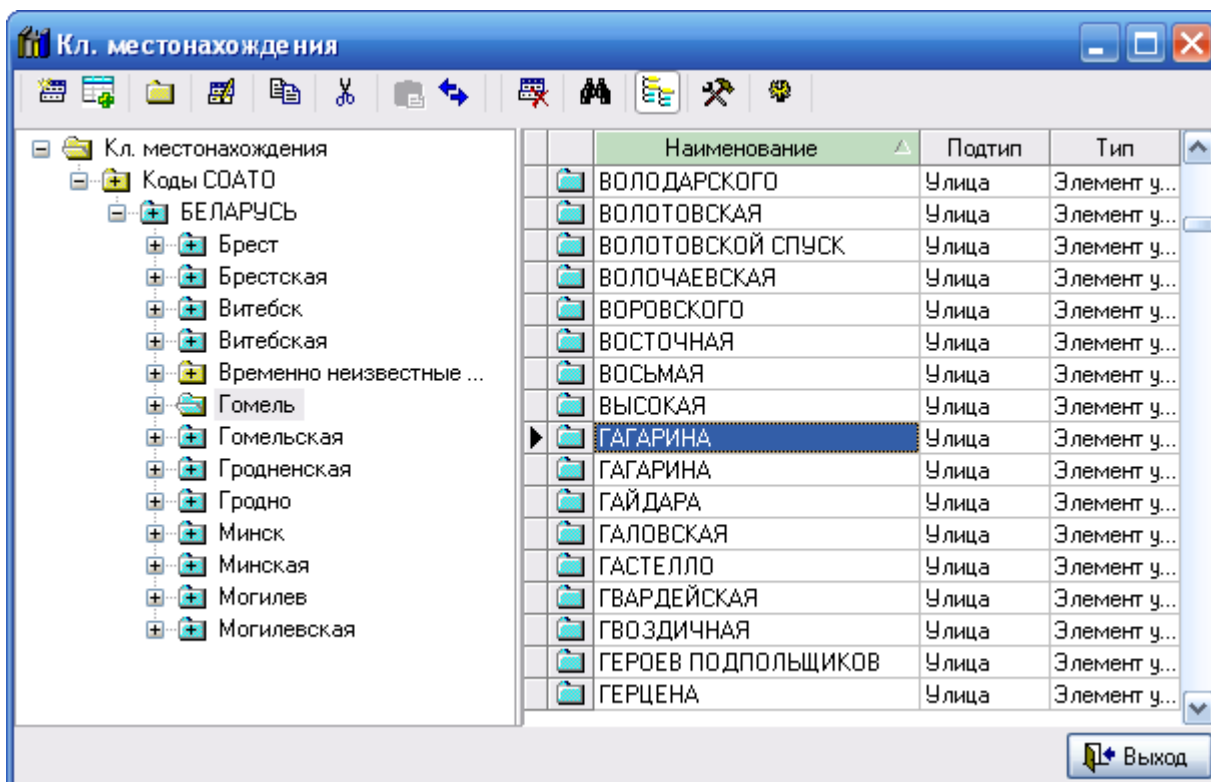 Кл. местонахождения
Кл. местонахождения
Коды СОАТО
БЕЛАРУСЬ
Брест
Брестская
Витебск
Витебская
Временно неизвестные ...
Гомель
Гомельская
Гродненская
Гродно
Минск
Минская
Могилев
Могилевская
Наименование Подтип Тип
ВОЛОДАРСКОГО Улица Элемент у...
ВОЛОТОВСКАЯ Улица Элемент у...
ВОЛОТОВСКОЙ СПУСК Улица Элемент у...
ВОЛОЧАЕВСКАЯ Улица Элемент у...
ВОРОВСКОГО Улица Элемент у...
ВОСТОЧНАЯ Улица Элемент у...
ВОСЬМАЯ Улица Элемент у...
ВЫСОКАЯ Улица Элемент у...
ГАГАРИНА Улица Элемент у...
ГАГАРИНА Улица Элемент у...
ГАЙДАРА Улица Элемент у...
ГАЛОВСКАЯ Улица Элемент у...
ГАСТЕЛЛО Улица Элемент у...
ГВАРДЕЙСКАЯ Улица Элемент у...
ГВОЗДИЧНАЯ Улица Элемент у...
ГЕРОЕВ ПОДПОЛЬЩИКОВ Улица Элемент у...
ГЕРЦЕНА Улица Элемент у...
Выход